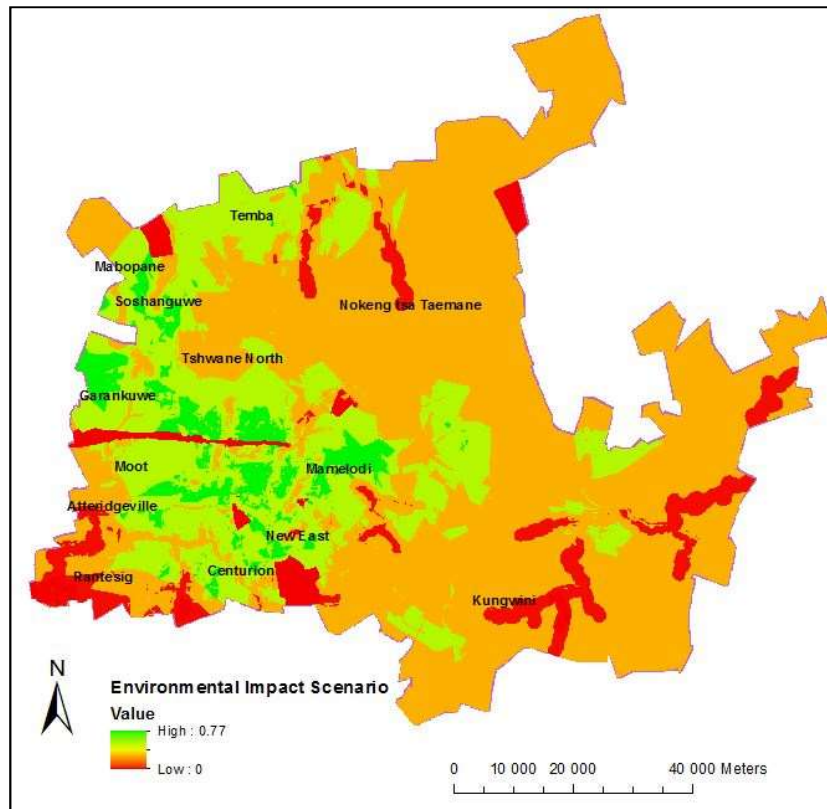 Temba
Mabopane
Soshanguwe
Nokeng tsa Taemane
Tshwane North
Garankuwe
Moot
Mamelodi
Atteridgeville
New East
Rantesig
Centurion
Kungwini
N
Environmental Impact Scenario
Value
High : 0.77
Low : 0
0 10 000 20 000 40 000 Meters